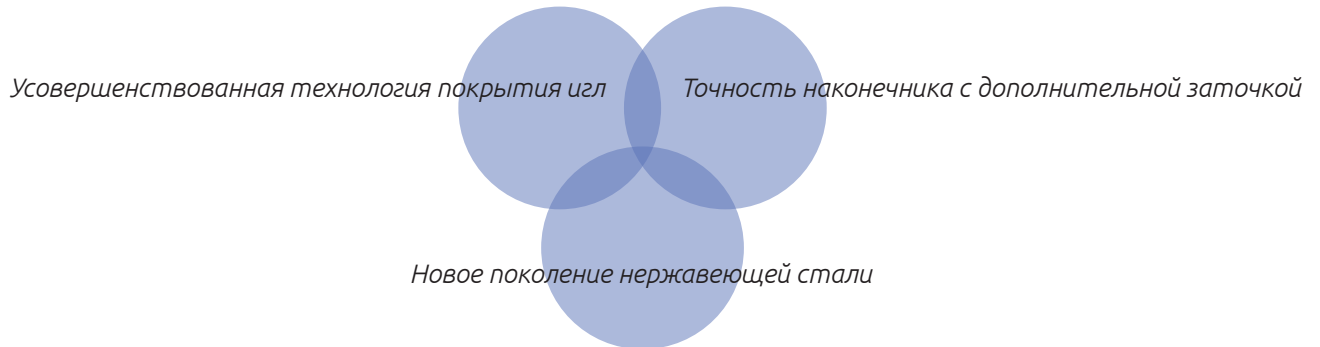 Усовершенствованная технология покрытия игл
Точность наконечника с дополнительной заточкой
Новое поколение нержавеющей стали